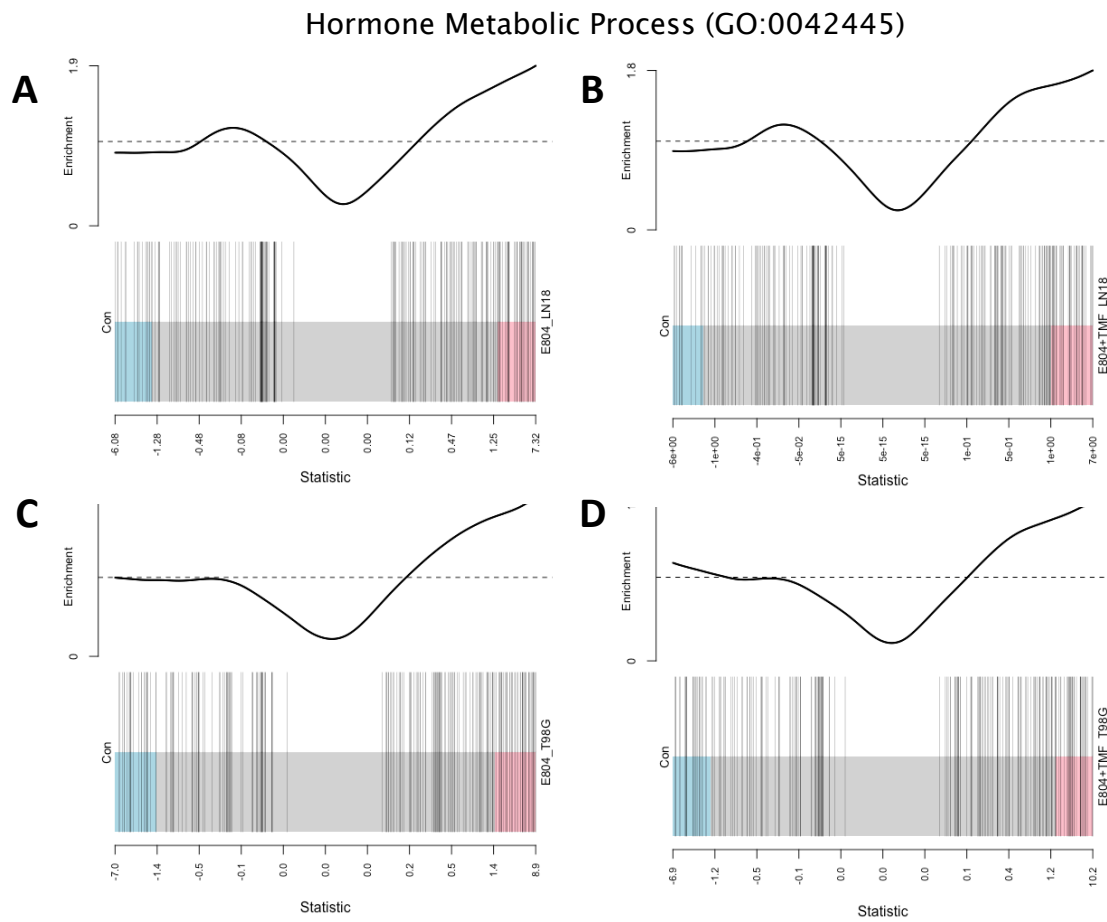 Hormone Metabolic Process (GO:0042445)
A
1.9
Enrichment
0
Con
E804_LN18
-6.08 -1.28 -0.48 -0.08 0.00 0.00 0.00 0.12 0.47 1.25 7.32
Statistic
B
1.8
Enrichment
0
Con
E804+TMF_LN18
-6e+00 -1e+00 -4e-01 -5e-02 5e-15 5e-15 5e-15 1e-01 5e-01 1e+00 7e+00
Statistic
C
Enrichment
0
Con
E804_T98G
-7.0 -1.4 -0.5 -0.1 0.0 0.0 0.0 0.2 0.5 1.4 8.9
Statistic
D
Enrichment
0
Con
E804+TMF_T98G
-6.9 -1.2 -0.5 -0.1 0.0 0.0 0.0 0.1 0.4 1.2 10.2
Statistic